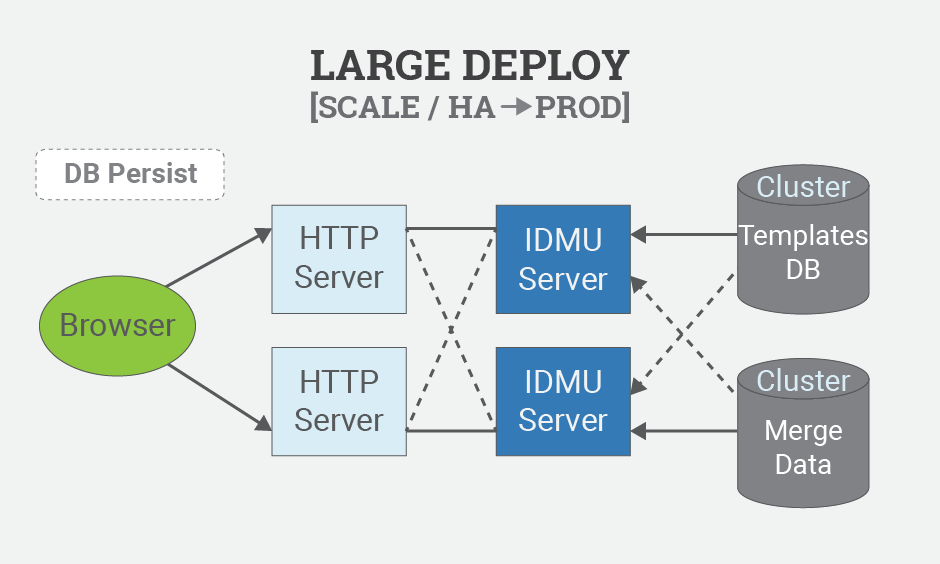 LARGE DEPLOY
[SCALE / HA→PROD]
DB Persist
Browser
HTTP
Server
HTTP
Server
IDMU
Server
IDMU
Server
Cluster
Templates
DB
Cluster
Merge
Data